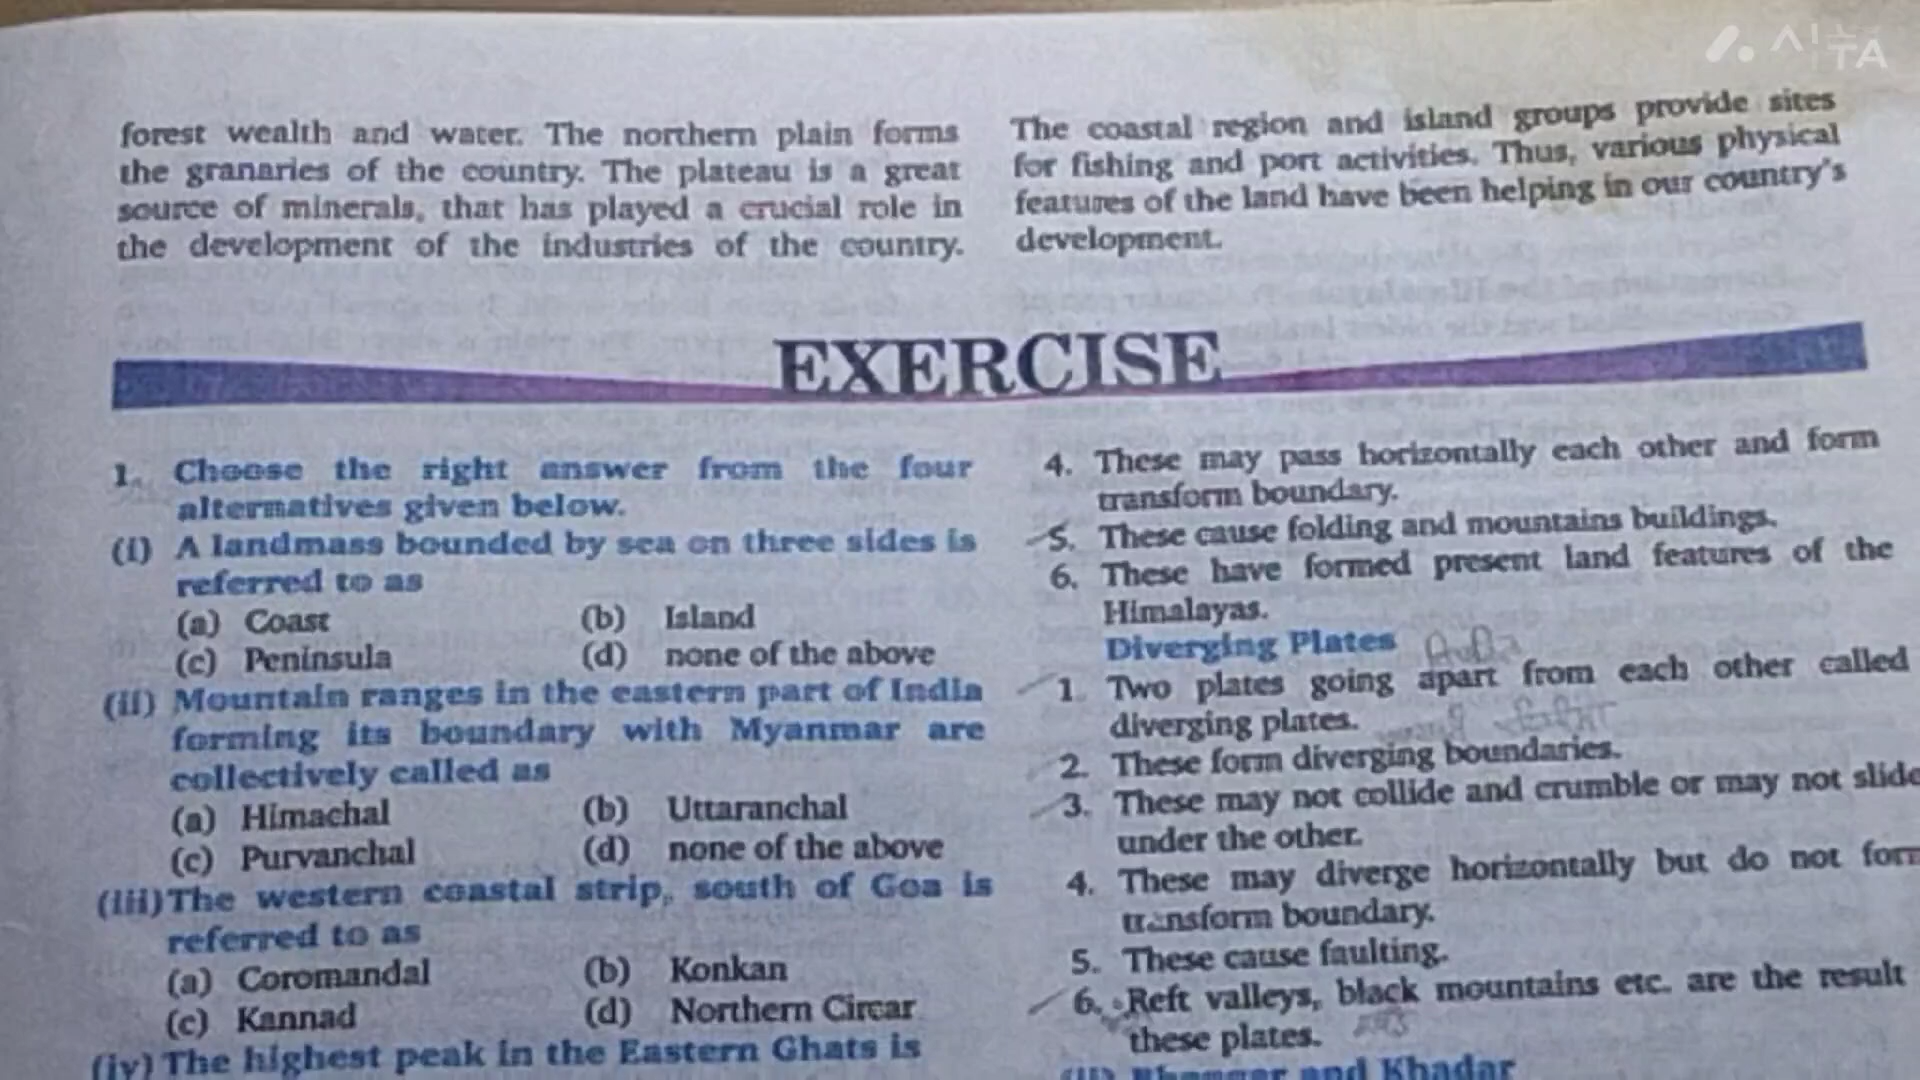 forest wealth and water. The northern plain forms
the granaries of the country. The plateau is a great
source of minerals, that has played a crucial role in
the development of the industries of the country.
The coastal region and island groups provide sites
for fishing and port activities. Thus, various physical
features of the land have been helping in our country's
development.
EXERCISE
1. Choose the right answer from the four
alternatives given below.
(i) A landmass bounded by sea on three sides is
referred to as
(a) Coast (b) Island
(c) Peninsula (d) none of the above
(ii) Mountain ranges in the eastern part of India
forming its boundary with Myanmar are
collectively called as
(a) Himachal (b) Uttaranchal
(c) Purvanchal (d) none of the above
(iii) The western coastal strip, south of Goa is
referred to as
(a) Coromandal (b) Konkan
(c) Kannad (d) Northern Circar
(iv) The highest peak in the Eastern Ghats is
4. These may pass horizontally each other and form
transform boundary.
5. These cause folding and mountains buildings.
6. These have formed present land features of the
Himalayas.
Diverging Plates
1 Two plates going apart from each other called
diverging plates.
2. These form diverging boundaries.
3. These may not collide and crumble or may not slide
under the other.
4. These may diverge horizontally but do not form
transform boundary.
5. These cause faulting.
6. Reft valleys, black mountains etc. are the result
these plates.
(ii) Bhangar and Khadar